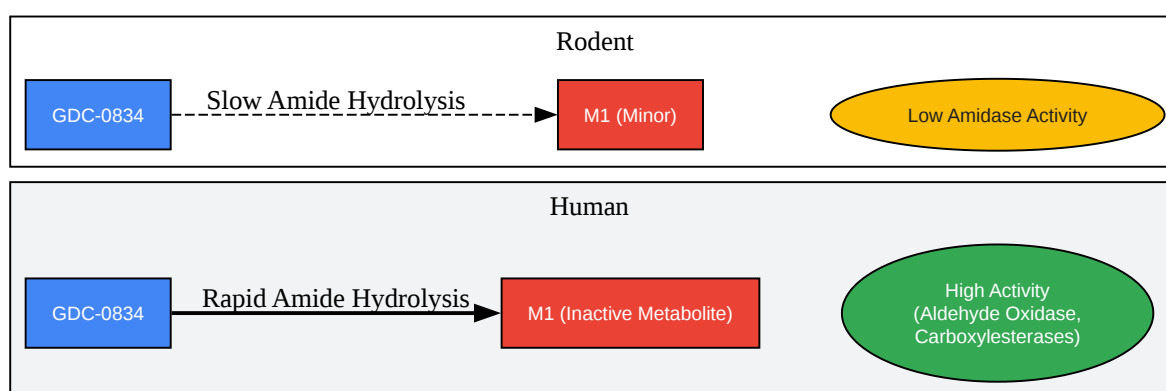 Rodent
GDC-0834
Slow Amide Hydrolysis
M1 (Minor)
Low Amidase Activity
Human
GDC-0834
Rapid Amide Hydrolysis
M1 (Inactive Metabolite)
High Activity
(Aldehyde Oxidase,
Carboxylesterases)